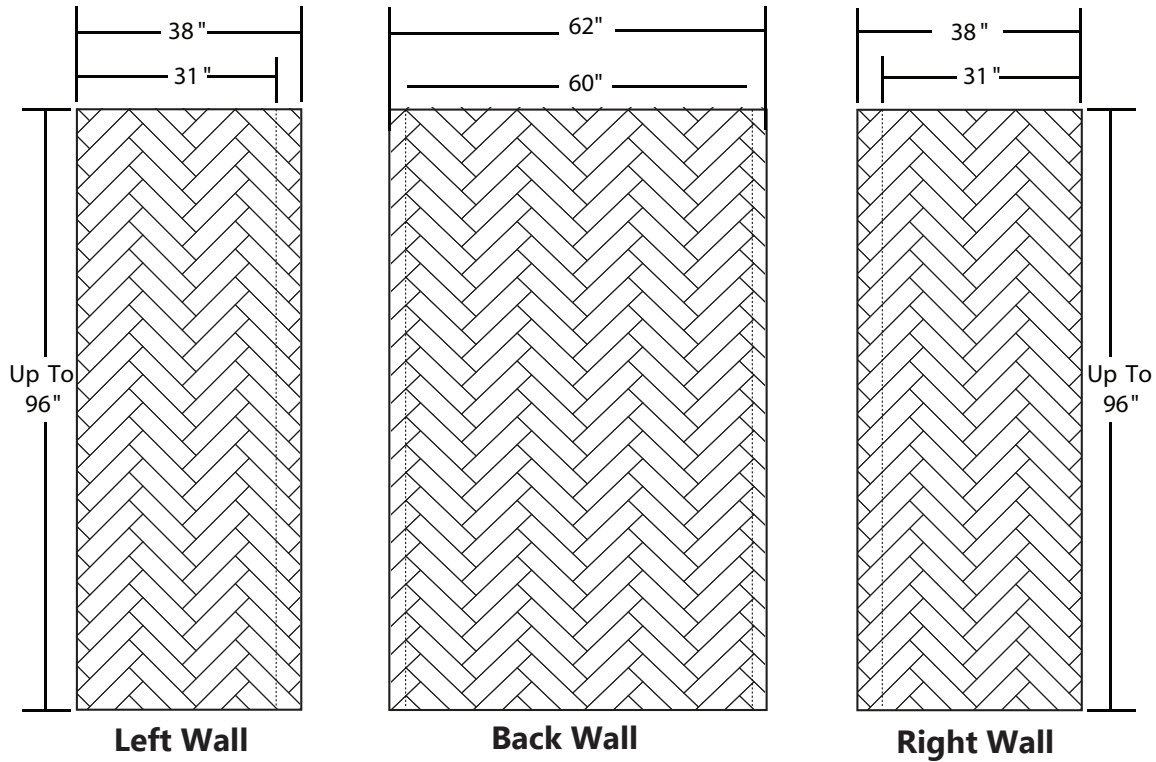 38"
31"
62"
60"
38"
31"
Up To
96"
Up To
96"
Left Wall
Back Wall
Right Wall